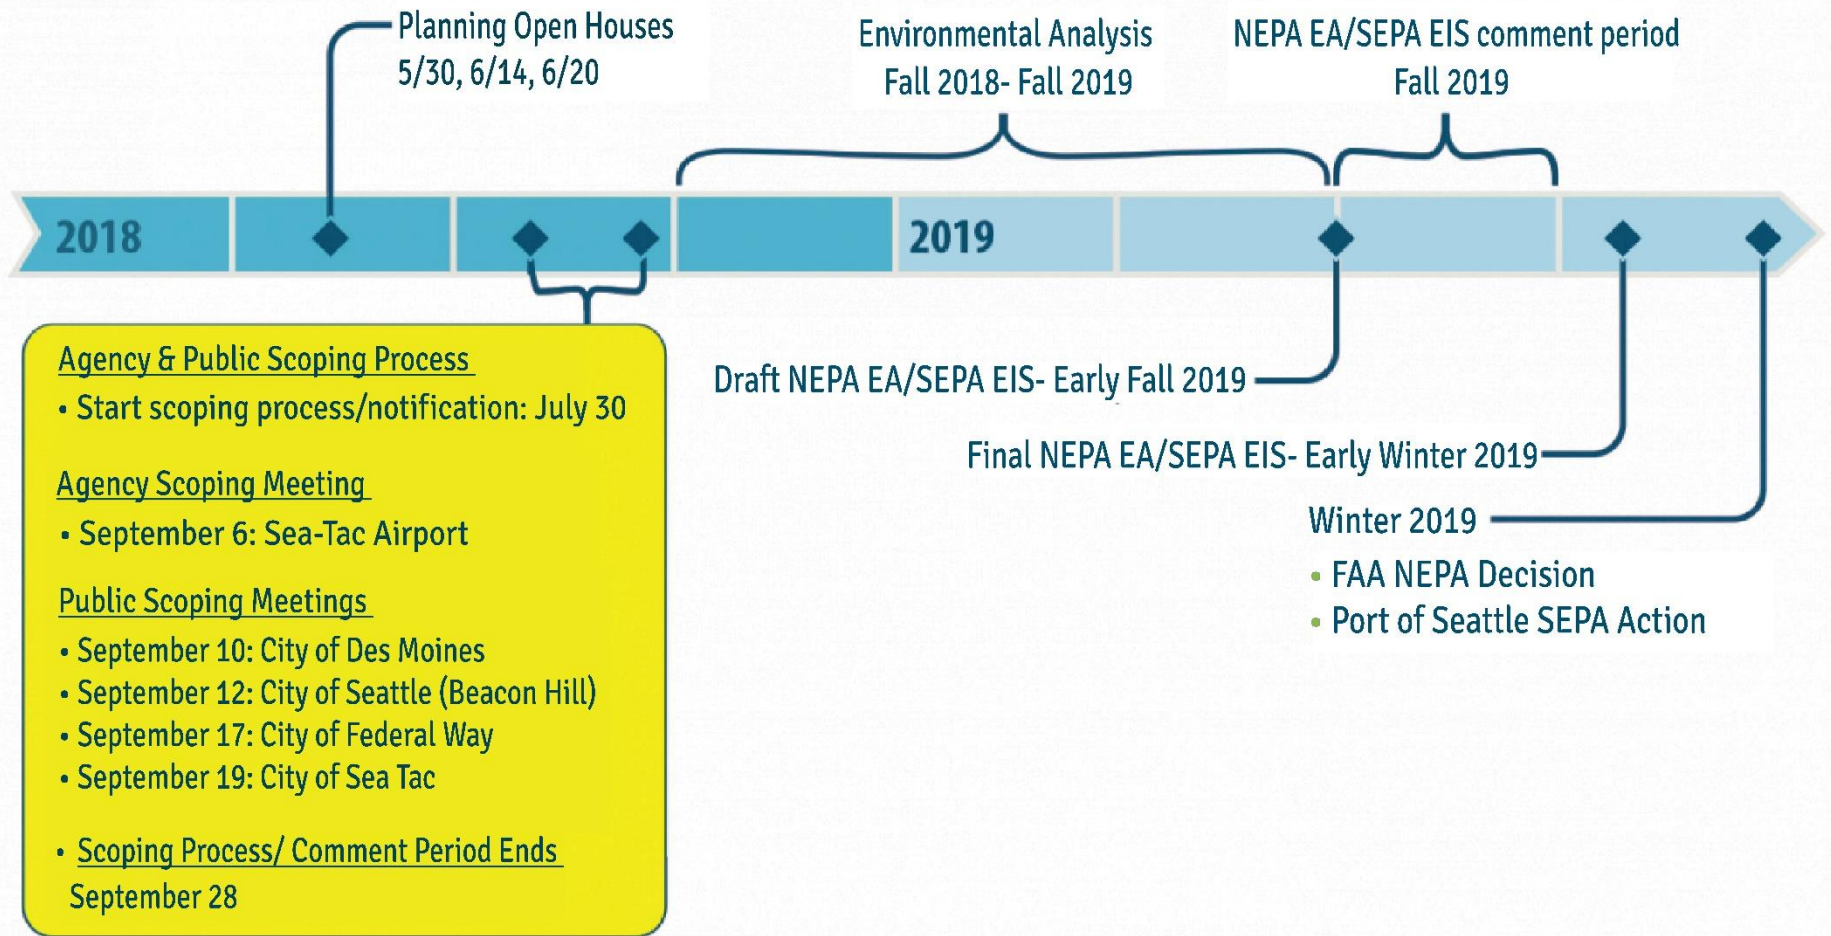 Planning Open Houses
5/30, 6/14, 6/20
Environmental Analysis
Fall 2018- Fall 2019
NEPA EA/SEPA EIS comment period
Fall 2019
2018
2019
Agency & Public Scoping Process
• Start scoping process/notification: July 30
Agency Scoping Meeting
• September 6: Sea-Tac Airport
Public Scoping Meetings
• September 10: City of Des Moines
• September 12: City of Seattle (Beacon Hill)
• September 17: City of Federal Way
• September 19: City of Sea Tac
• Scoping Process/ Comment Period Ends
September 28
Draft NEPA EA/SEPA EIS- Early Fall 2019
Final NEPA EA/SEPA EIS- Early Winter 2019
Winter 2019
• FAA NEPA Decision
• Port of Seattle SEPA Action